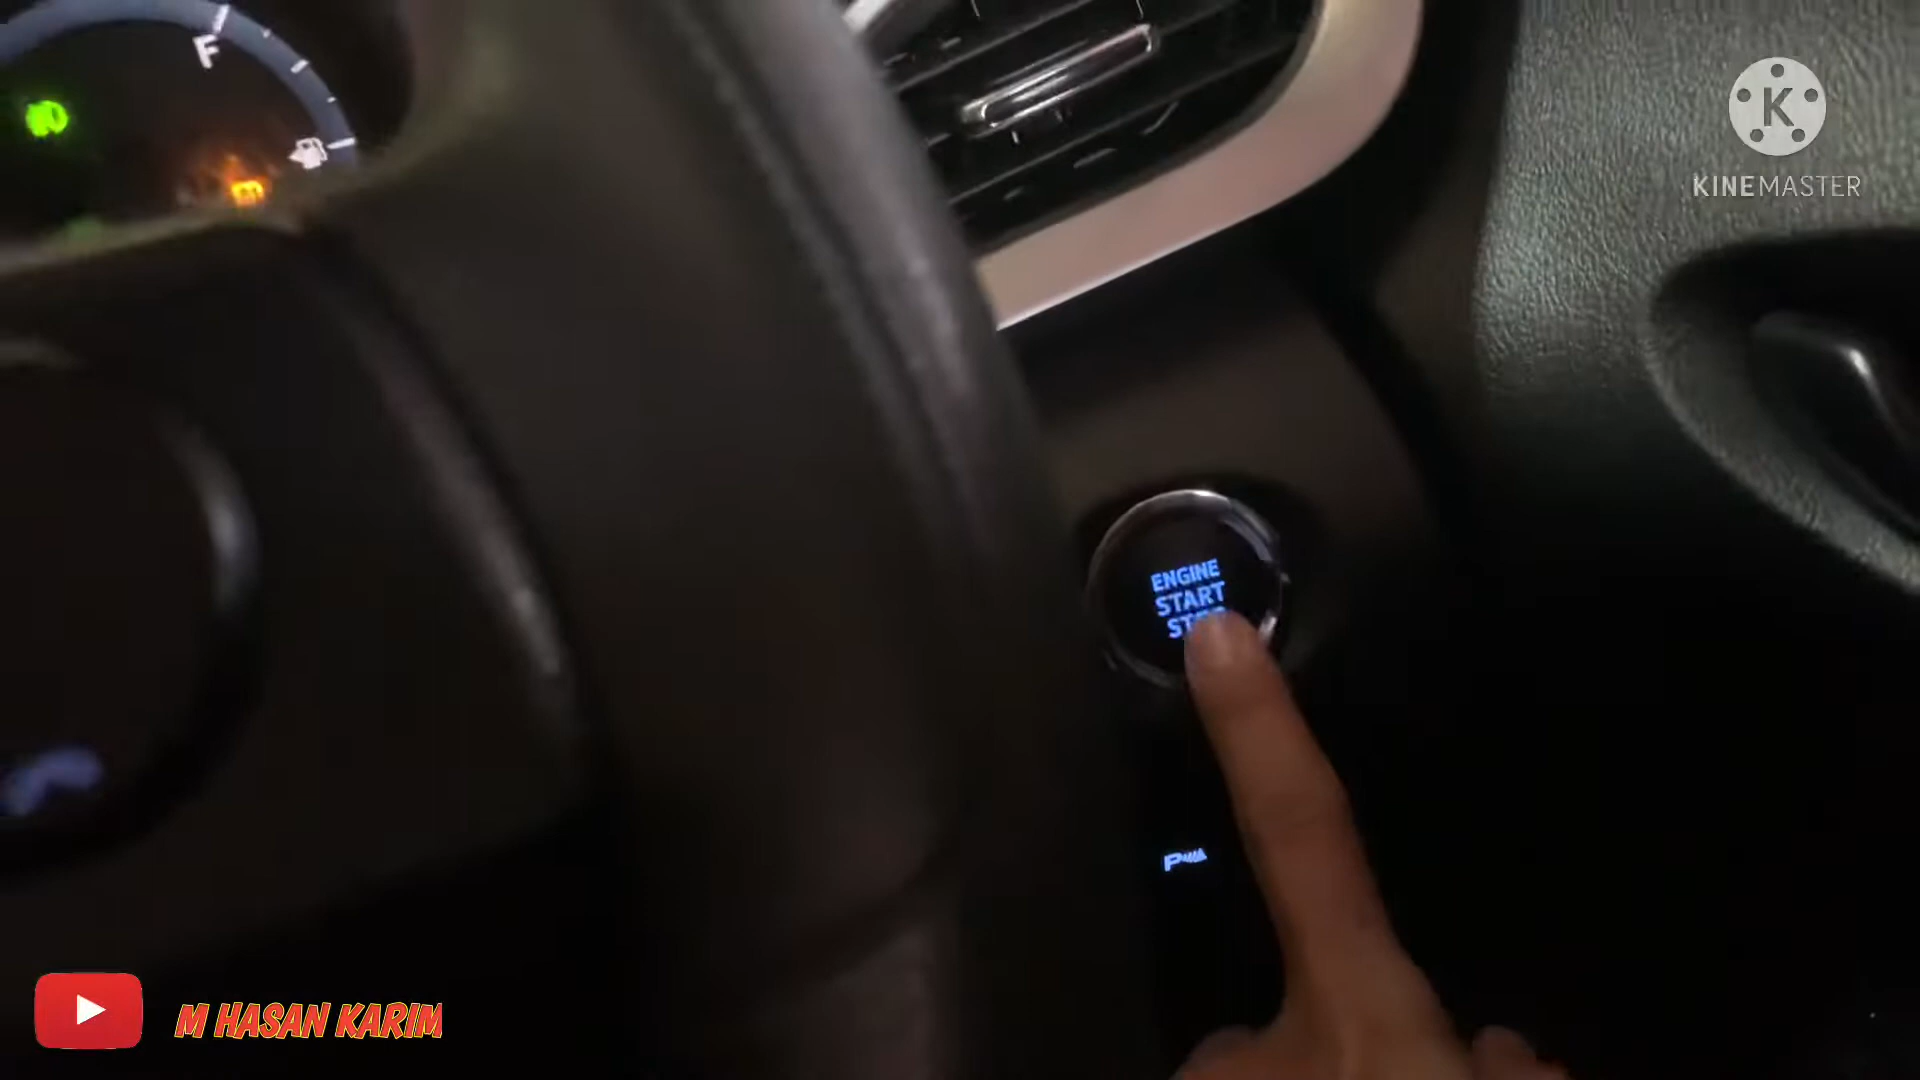 F
K
KINEMASTER
ENGINE
START
P
M HASAN KARIM